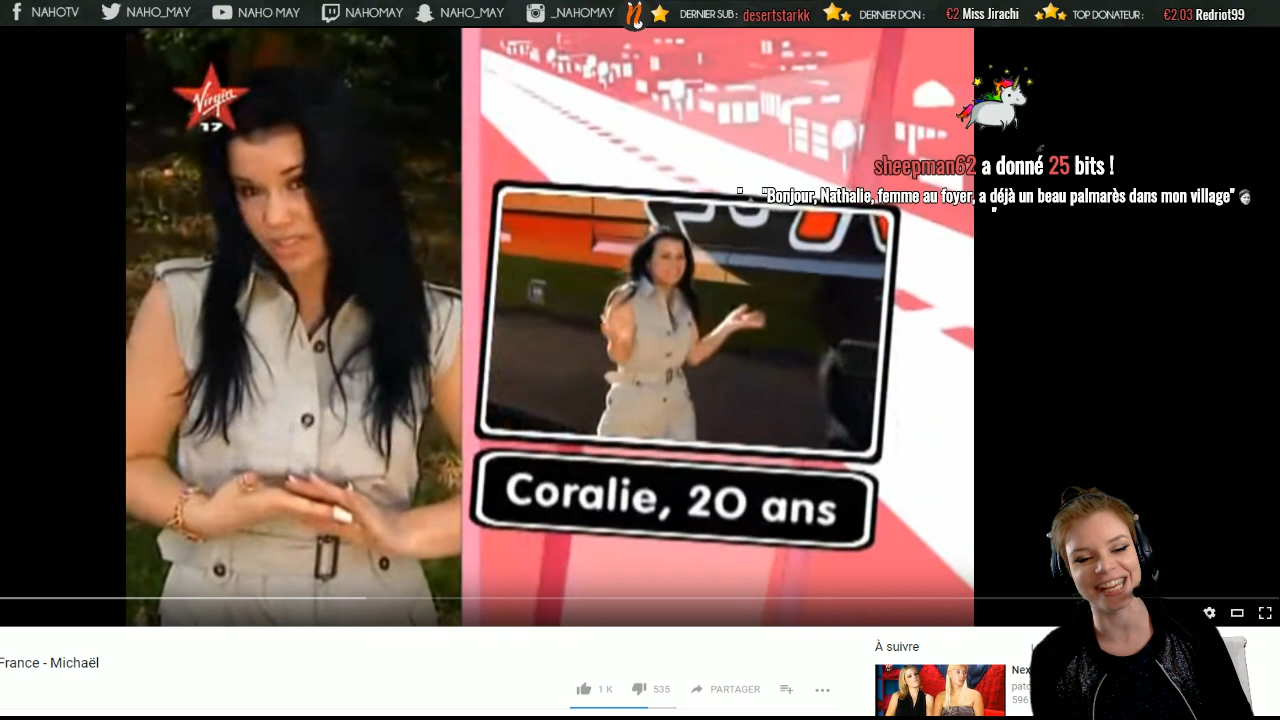 NAHOTV NAHO_MAY NAHO MAY NAHOMAY NAHO_MAY _NAHOMAY DERNIER SUB : desertstarkk DERNIER DON : €2 Miss Jirachi TOP DONATEUR : €2.03 Redriot99
Virgin
17
sheepman62 a donné 25 bits !
"Bonjour, Nathalie, femme au foyer, a déjà un beau palmarès dans mon village"
Coralie, 20 ans
France - Michaël
À suivre
1 K 535 PARTAGER
Nex
596